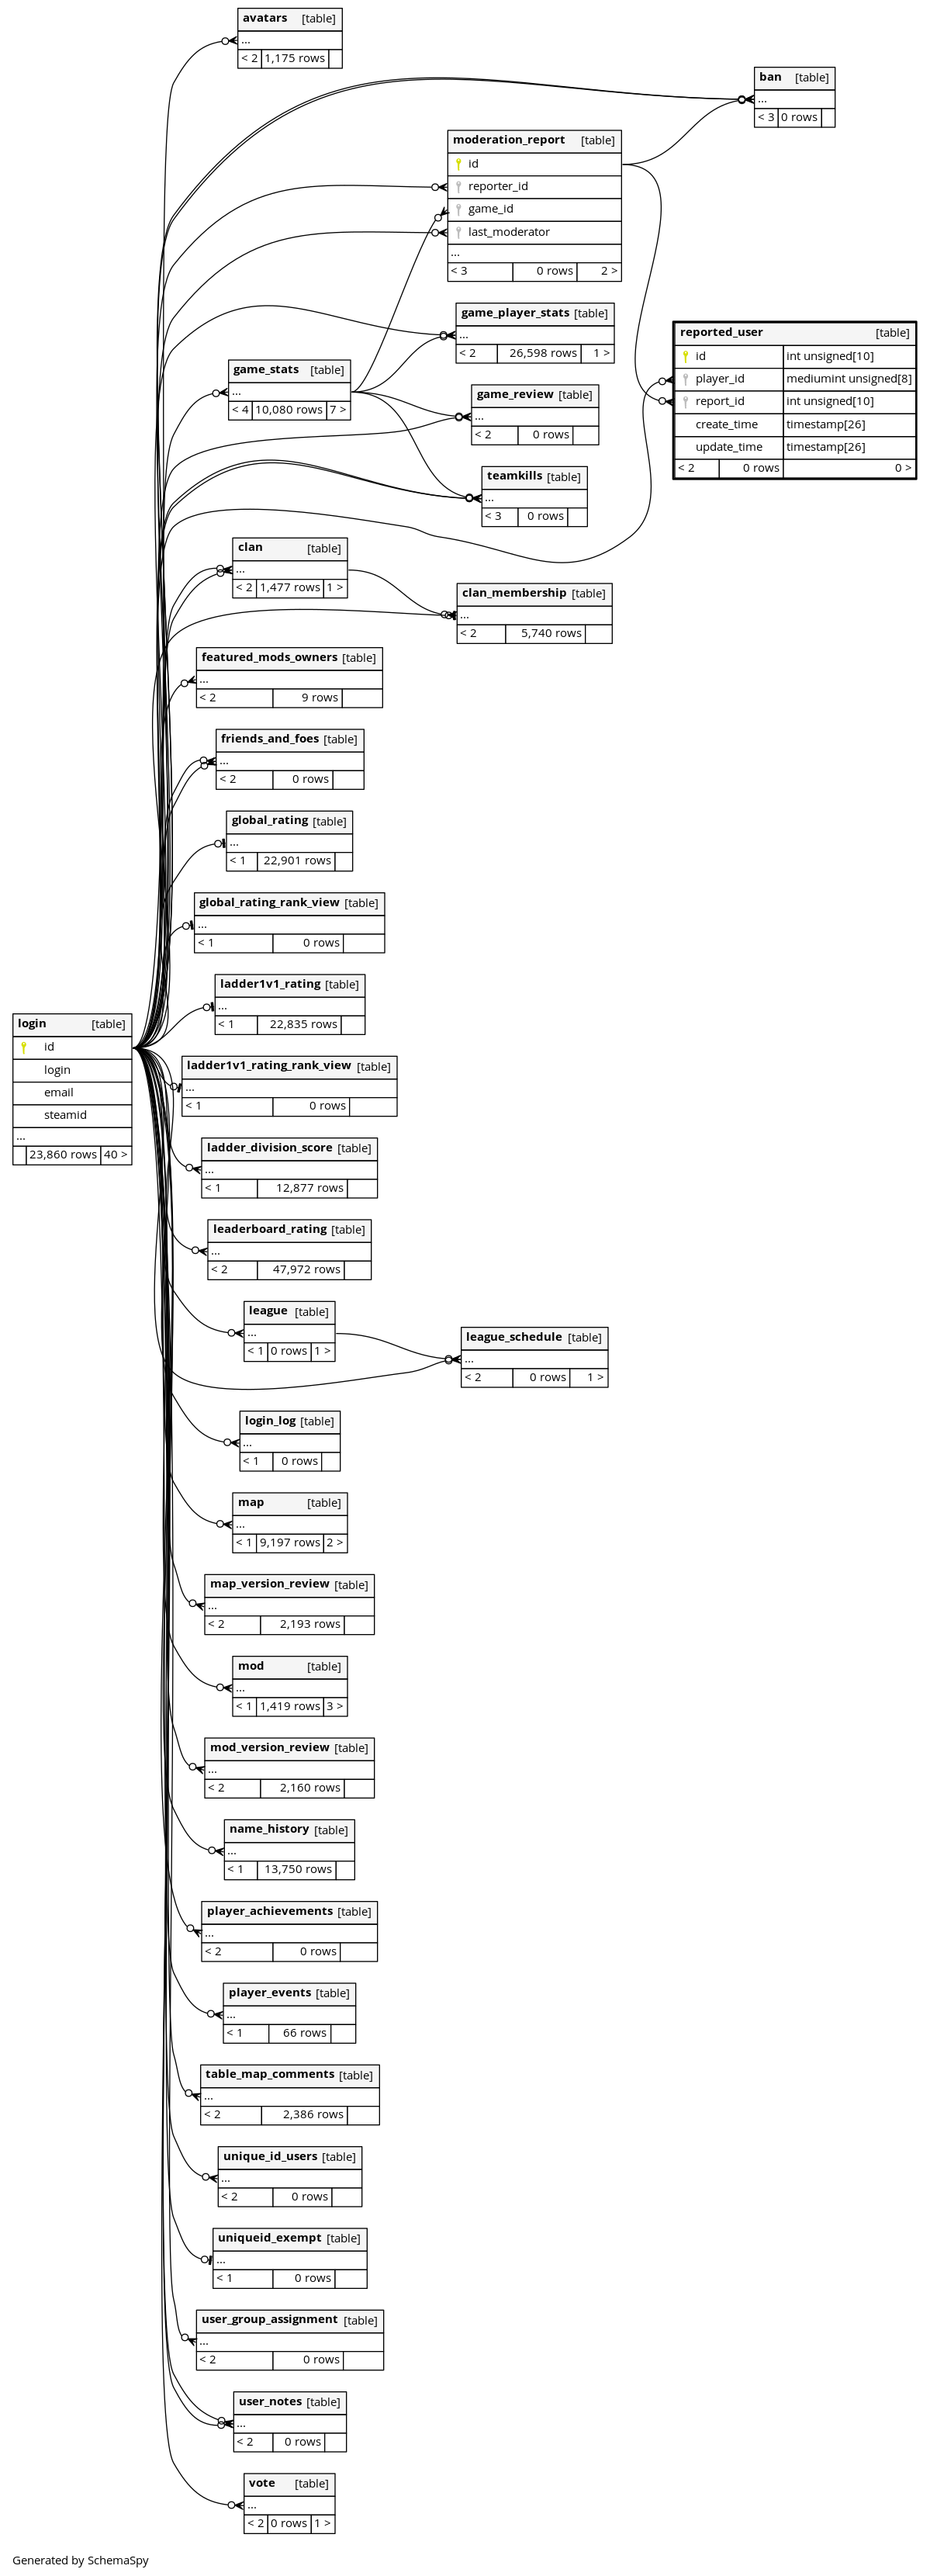 avatars [table]
...
< 2 1,175 rows
ban [table]
...
< 3 0 rows
moderation_report [table]
id
reporter_id
game_id
last_moderator
...
< 3 0 rows 2 >
game_player_stats [table]
...
< 2 26,598 rows 1 >
reported_user [table]
id int unsigned[10]
player_id mediumint unsigned[8]
report_id int unsigned[10]
create_time timestamp[26]
update_time timestamp[26]
< 2 0 rows 0 >
game_stats [table]
...
< 4 10,080 rows 7 >
game_review [table]
...
< 2 0 rows
teamkills [table]
...
< 3 0 rows
clan [table]
...
< 2 1,477 rows 1 >
clan_membership [table]
...
< 2 5,740 rows
featured_mods_owners [table]
...
< 2 9 rows
friends_and_foes [table]
...
< 2 0 rows
global_rating [table]
...
< 1 22,901 rows
global_rating_rank_view [table]
...
< 1 0 rows
ladder1v1_rating [table]
...
< 1 22,835 rows
login [table]
id
login
email
steamid
...
23,860 rows 40 >
ladder1v1_rating_rank_view [table]
...
< 1 0 rows
ladder_division_score [table]
...
< 1 12,877 rows
leaderboard_rating [table]
...
< 2 47,972 rows
league [table]
...
< 1 0 rows 1 >
league_schedule [table]
...
< 2 0 rows 1 >
login_log [table]
...
< 1 0 rows
map [table]
...
< 1 9,197 rows 2 >
map_version_review [table]
...
< 2 2,193 rows
mod [table]
...
< 1 1,419 rows 3 >
mod_version_review [table]
...
< 2 2,160 rows
name_history [table]
...
< 1 13,750 rows
player_achievements [table]
...
< 2 0 rows
player_events [table]
...
< 1 66 rows
table_map_comments [table]
...
< 2 2,386 rows
unique_id_users [table]
...
< 2 0 rows
uniqueid_exempt [table]
...
< 1 0 rows
user_group_assignment [table]
...
< 2 0 rows
user_notes [table]
...
< 2 0 rows
vote [table]
...
< 2 0 rows 1 >
Generated by SchemaSpy